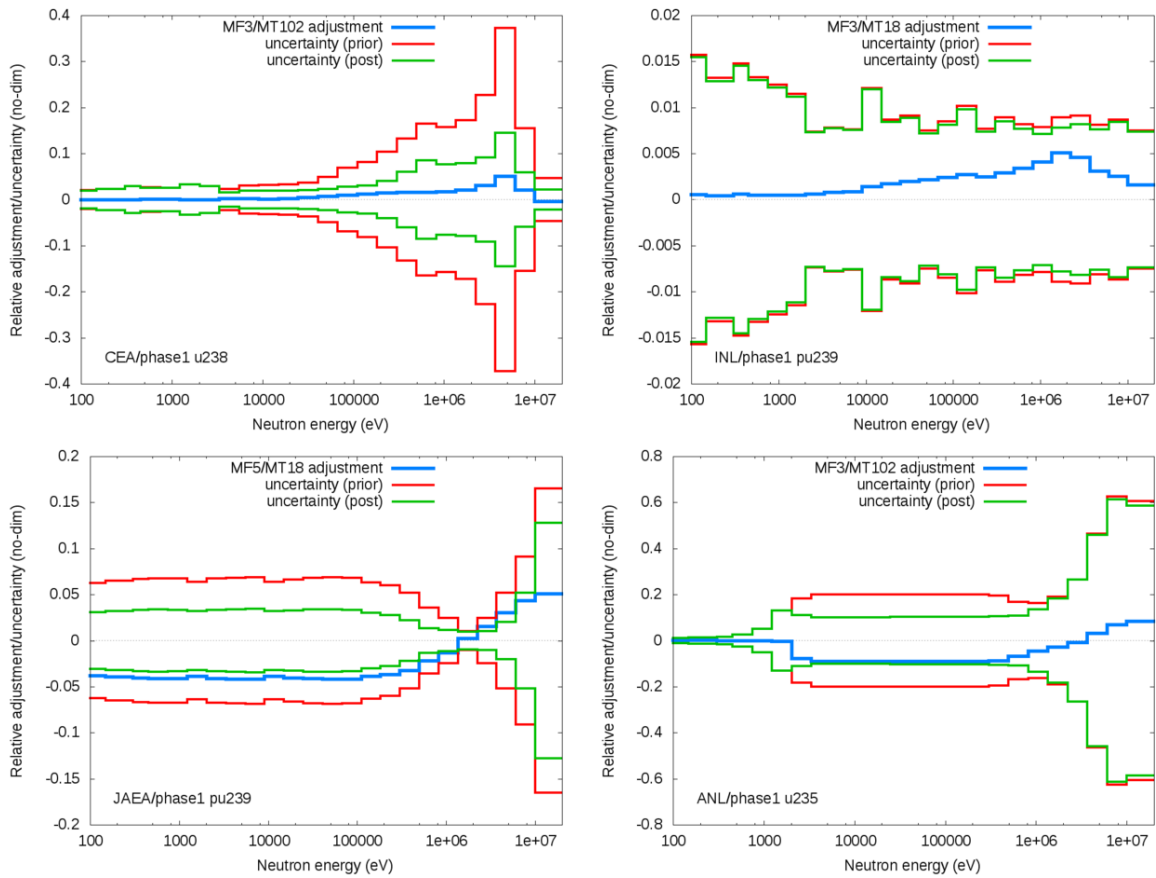 MF3/MT102 adjustment
uncertainty (prior)
uncertainty (post)
Relative adjustment/uncertainty (no-dim)
0.4
0.3
0.2
0.1
0
-0.1
-0.2
-0.3
-0.4
CEA/phase1 u238
100 1000 10000 100000 1e+06 1e+07
Neutron energy (eV)
MF3/MT18 adjustment
uncertainty (prior)
uncertainty (post)
Relative adjustment/uncertainty (no-dim)
0.02
0.015
0.01
0.005
0
-0.005
-0.01
-0.015
-0.02
INL/phase1 pu239
100 1000 10000 100000 1e+06 1e+07
Neutron energy (eV)
MF5/MT18 adjustment
uncertainty (prior)
uncertainty (post)
Relative adjustment/uncertainty (no-dim)
0.2
0.15
0.1
0.05
0
-0.05
-0.1
-0.15
-0.2
JAEA/phase1 pu239
100 1000 10000 100000 1e+06 1e+07
Neutron energy (eV)
MF3/MT102 adjustment
uncertainty (prior)
uncertainty (post)
Relative adjustment/uncertainty (no-dim)
0.8
0.6
0.4
0.2
0
-0.2
-0.4
-0.6
-0.8
ANL/phase1 u235
100 1000 10000 100000 1e+06 1e+07
Neutron energy (eV)